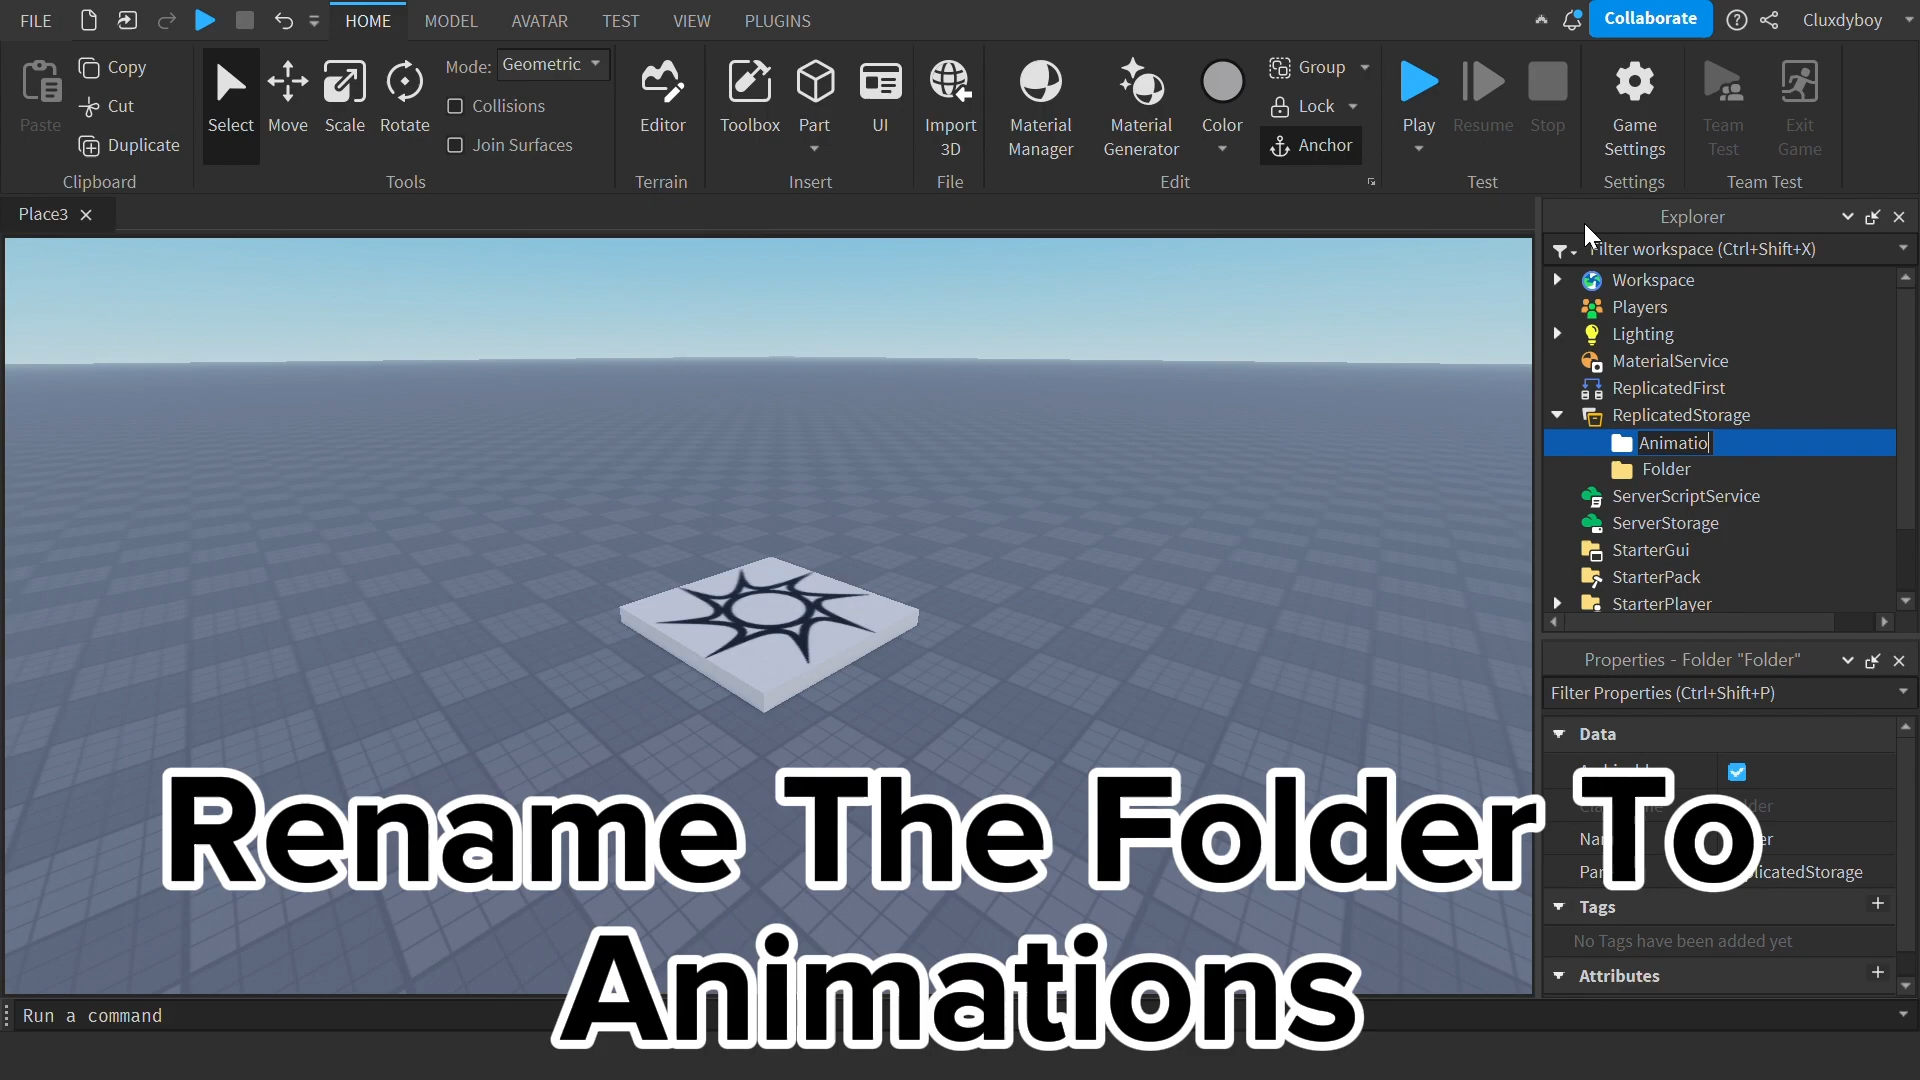 FILE HOME MODEL AVATAR TEST VIEW PLUGINS Collaborate Cluxdyboy
Copy Mode: Geometric Group
Cut Collisions Lock
Paste Select Move Scale Rotate Editor Toolbox Part UI Import 3D Material Manager Material Generator Color Play Resume Stop Game Settings Team Test Exit Game
Duplicate Join Surfaces Anchor
Clipboard Tools Terrain Insert File Edit Test Settings Team Test
Place3
Explorer
Filter workspace (Ctrl+Shift+X)
Workspace
Players
Lighting
MaterialService
ReplicatedFirst
ReplicatedStorage
Animatio
Folder
ServerScriptService
ServerStorage
StarterGui
StarterPack
StarterPlayer
Properties - Folder "Folder"
Filter Properties (Ctrl+Shift+P)
Data
Tags
No Tags have been added yet
Attributes
Rename The Folder To
Animations
Run a command